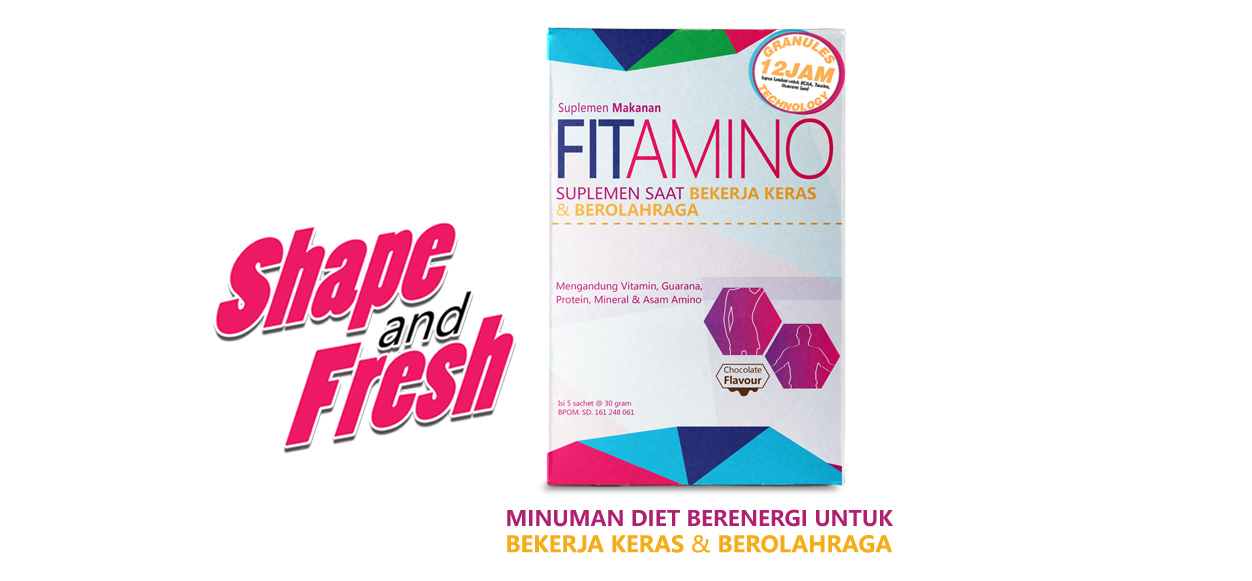 Shape
and
Fresh
GRANULES
12JAM
TECHNOLOGY
Suplemen Makanan
FITAMINO
SUPLEMEN SAAT BEKERJA KERAS
& BEROLAHRAGA
Mengandung Vitamin, Guarana,
Protein, Mineral & Asam Amino
Chocolate
Flavour
Isi 5 sachet @ 30 gram
BPOM. SD. 161 248 061
MINUMAN DIET BERENERGI UNTUK
BEKERJA KERAS & BEROLAHRAGA